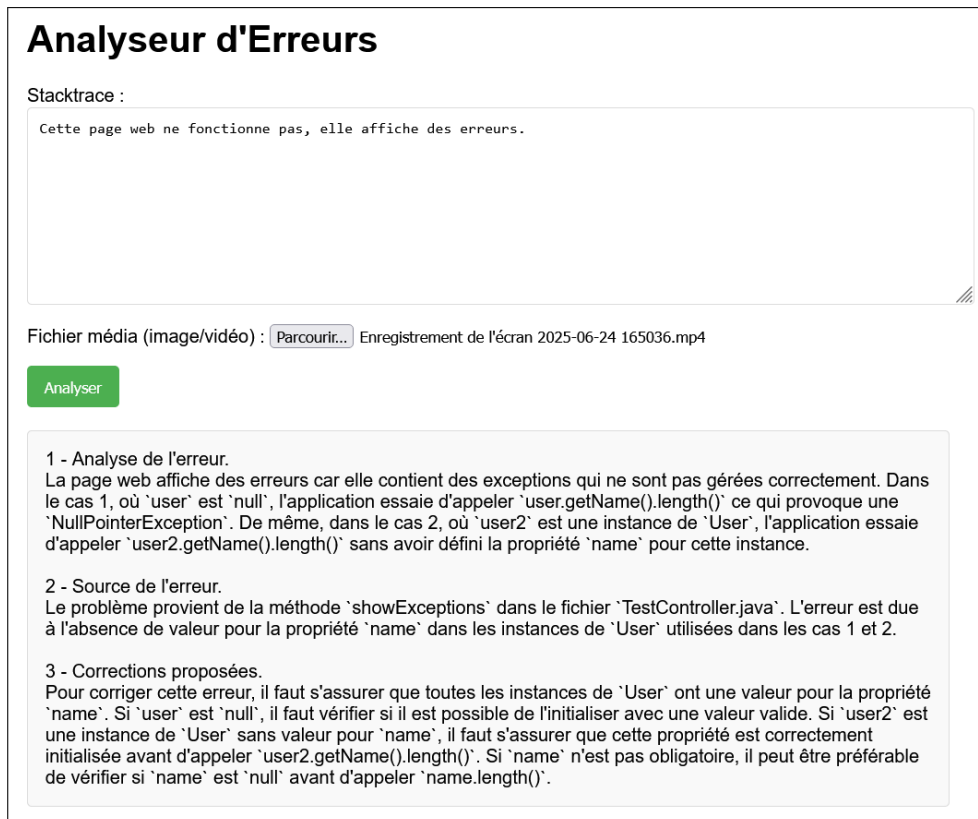 Analyseur d'Erreurs
Stacktrace :
Cette page web ne fonctionne pas, elle affiche des erreurs.
Fichier média (image/vidéo) : Parcourir... Enregistrement de l'écran 2025-06-24 165036.mp4
Analyser
1 - Analyse de l'erreur.
La page web affiche des erreurs car elle contient des exceptions qui ne sont pas gérées correctement. Dans
le cas 1, où `user` est `null`, l'application essaie d'appeler `user.getName().length()` ce qui provoque une
`NullPointerException`. De même, dans le cas 2, où `user2` est une instance de `User`, l'application essaie
d'appeler `user2.getName().length()` sans avoir défini la propriété `name` pour cette instance.
2 - Source de l'erreur.
Le problème provient de la méthode `showExceptions` dans le fichier `TestController.java`. L'erreur est due
à l'absence de valeur pour la propriété `name` dans les instances de `User` utilisées dans les cas 1 et 2.
3 - Corrections proposées.
Pour corriger cette erreur, il faut s'assurer que toutes les instances de `User` ont une valeur pour la propriété
`name`. Si `user` est `null`, il faut vérifier si il est possible de l'initialiser avec une valeur valide. Si `user2` est
une instance de `User` sans valeur pour `name`, il faut s'assurer que cette propriété est correctement
initialisée avant d'appeler `user2.getName().length()`. Si `name` n'est pas obligatoire, il peut être préférable
de vérifier si `name` est `null` avant d'appeler `name.length()`.